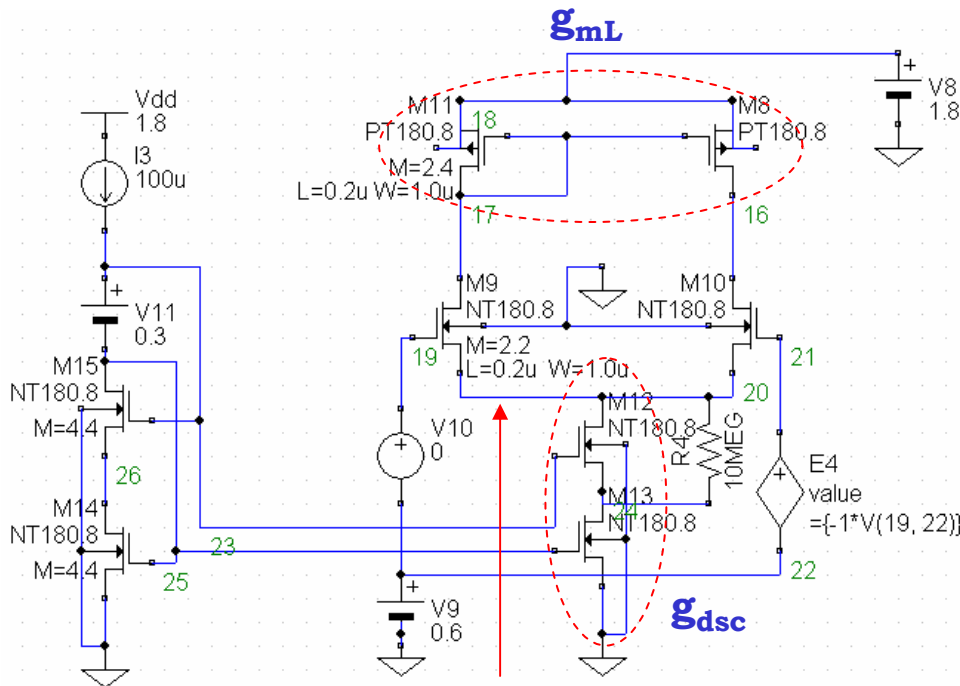 g_mL
Vdd
1.8
I3
100u
V11
0.3
M15
NT180.8
M=4.4
26
M14
NT180.8
M=4.4
25
23
M11
PT180.8
18
M=2.4
L=0.2u W=1.0u
17
M8
PT180.8
16
V8
1.8
M9
NT180.8
M=2.2
L=0.2u W=1.0u
19
M10
NT180.8
21
20
V10
0
M12
NT180.8
R4
10MEG
M13
24
NT180.8
E4
value
={-1*V(19, 22)}
22
V9
0.6
g_dsc